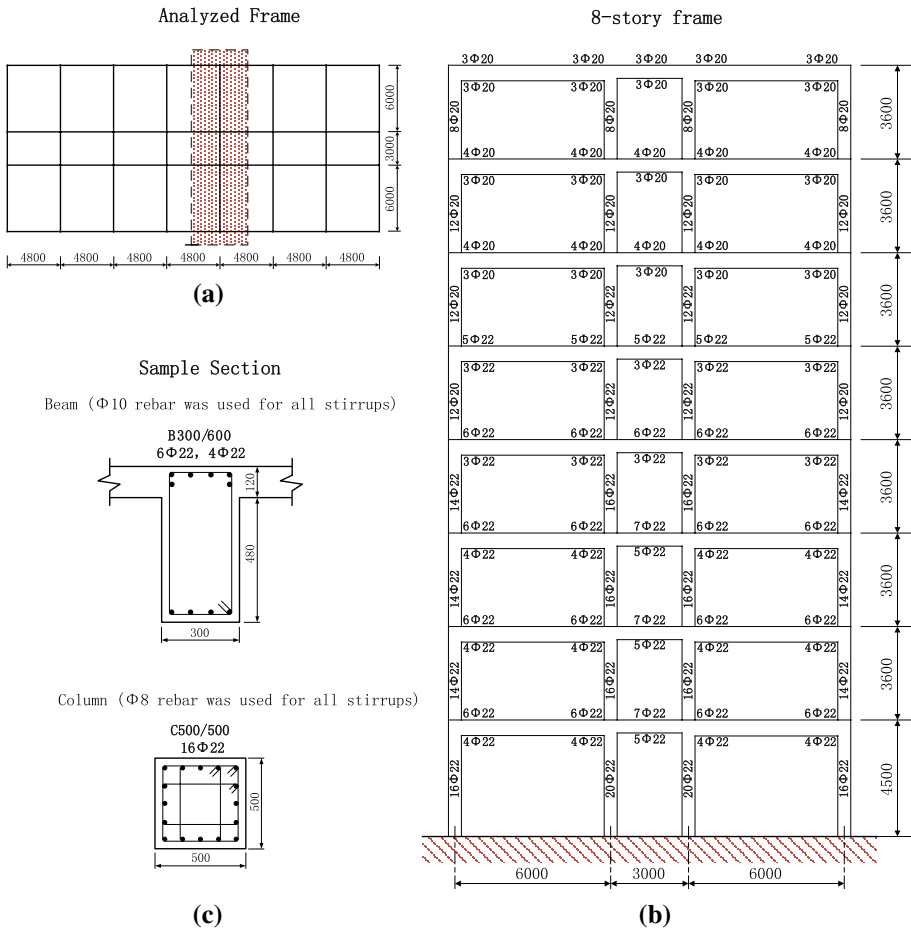 Analyzed Frame
6000
3000
6000
4800 4800 4800 4800 4800 4800 4800
(a)
Sample Section
Beam (Φ10 rebar was used for all stirrups)
B300/600
6Φ22, 4Φ22
120
480
300
Column (Φ8 rebar was used for all stirrups)
C500/500
16Φ22
500
500
(c)
8-story frame
3Φ20 3Φ20 3Φ20 3Φ20 3Φ20
3Φ20 3Φ20 3Φ20 3Φ20 3Φ20
8Φ20 8Φ20 8Φ20 8Φ20
3600
4Φ20 4Φ20 4Φ20 4Φ20 4Φ20
3Φ20 3Φ20 3Φ20 3Φ20 3Φ20
12Φ20 12Φ20 12Φ20 12Φ20
3600
4Φ20 4Φ20 4Φ20 4Φ20 4Φ20
3Φ20 3Φ20 3Φ20 3Φ20 3Φ20
12Φ20 12Φ22 12Φ22 12Φ20
3600
5Φ22 5Φ22 5Φ22 5Φ22 5Φ22
3Φ22 3Φ22 3Φ22 3Φ22 3Φ22
12Φ20 12Φ22 12Φ22 12Φ20
3600
6Φ22 6Φ22 6Φ22 6Φ22 6Φ22
3Φ22 3Φ22 3Φ22 3Φ22 3Φ22
14Φ22 16Φ22 16Φ22 14Φ22
3600
6Φ22 6Φ22 7Φ22 6Φ22 6Φ22
4Φ22 4Φ22 5Φ22 4Φ22 4Φ22
14Φ22 16Φ22 16Φ22 14Φ22
3600
6Φ22 6Φ22 7Φ22 6Φ22 6Φ22
4Φ22 4Φ22 5Φ22 4Φ22 4Φ22
14Φ22 16Φ22 16Φ22 14Φ22
3600
6Φ22 6Φ22 7Φ22 6Φ22 6Φ22
4Φ22 4Φ22 5Φ22 4Φ22 4Φ22
16Φ22 20Φ22 20Φ22 16Φ22
4500
6000 3000 6000
(b)